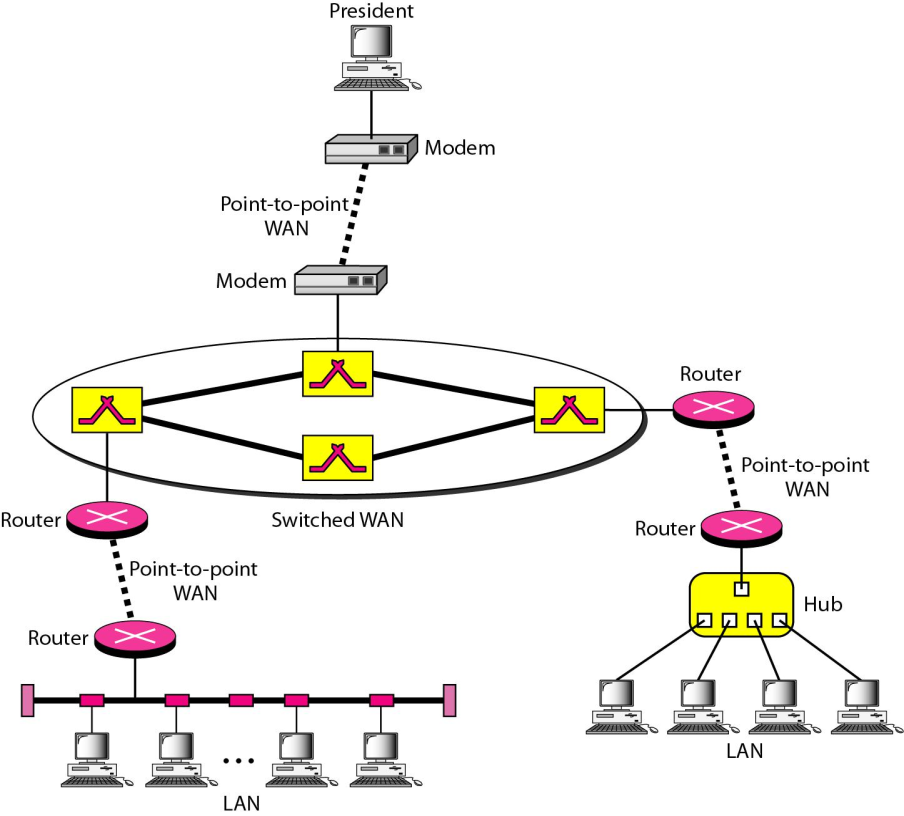 President
Modem
Point-to-point
WAN
Modem
Router
Point-to-point
WAN
Router
Switched WAN
Router
Point-to-point
WAN
Router
Hub
LAN
LAN